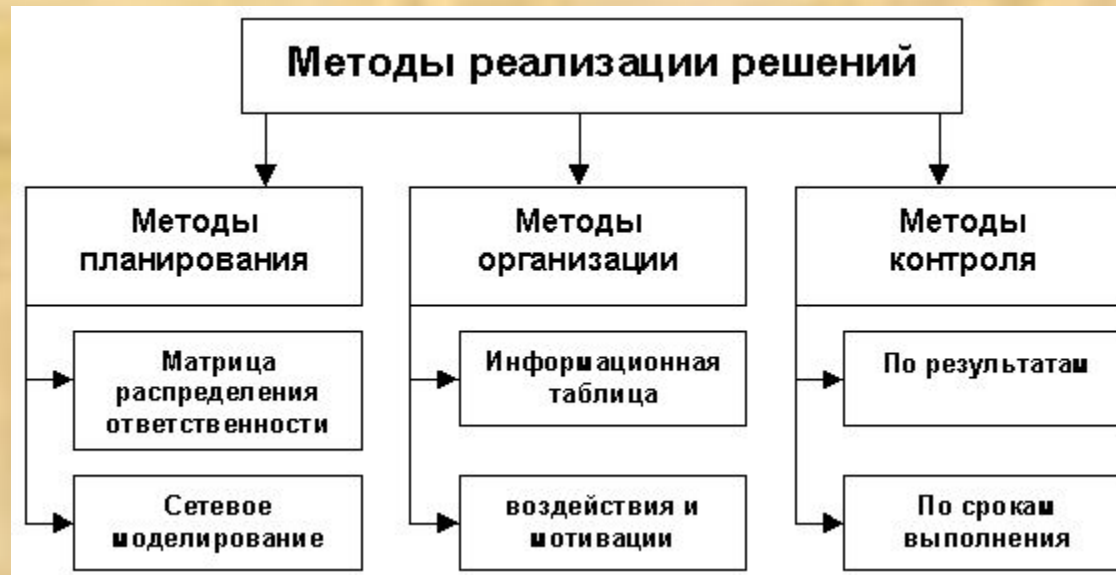 Методы реализации решений
Методы
планирования
Матрица
распределения
ответственности
Сетевое
моделирование
Методы
организации
Информационная
таблица
воздействия и
мотивации
Методы
контроля
По результатам
По срокам
выполнения